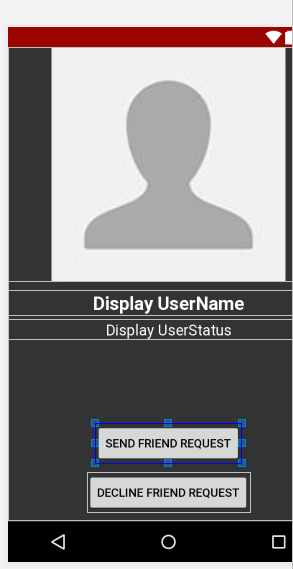 Display UserName
Display UserStatus
SEND FRIEND REQUEST
DECLINE FRIEND REQUEST